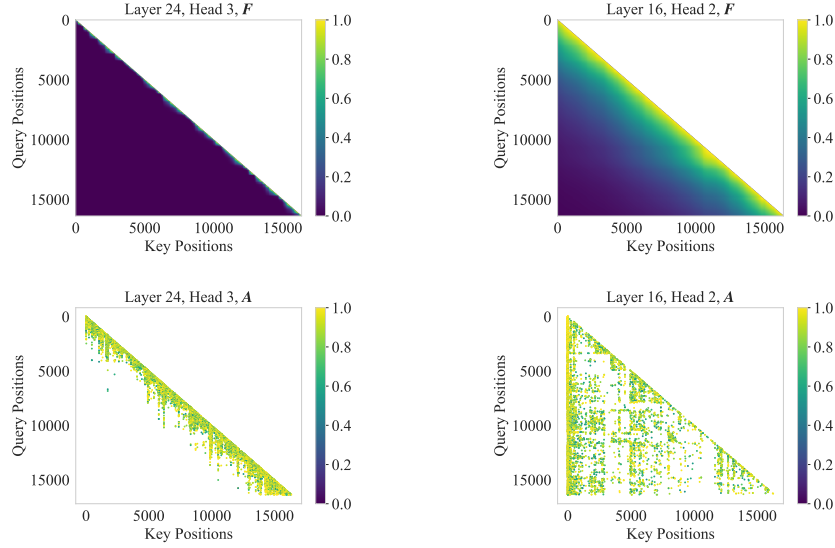 Layer 24, Head 3, F
0
5000
10000
15000
Query Positions
0 5000 10000 15000
Key Positions
1.0
0.8
0.6
0.4
0.2
0.0
Layer 16, Head 2, F
0
5000
10000
15000
Query Positions
0 5000 10000 15000
Key Positions
1.0
0.8
0.6
0.4
0.2
0.0
Layer 24, Head 3, A
0
5000
10000
15000
Query Positions
0 5000 10000 15000
Key Positions
1.0
0.8
0.6
0.4
0.2
0.0
Layer 16, Head 2, A
0
5000
10000
15000
Query Positions
0 5000 10000 15000
Key Positions
1.0
0.8
0.6
0.4
0.2
0.0